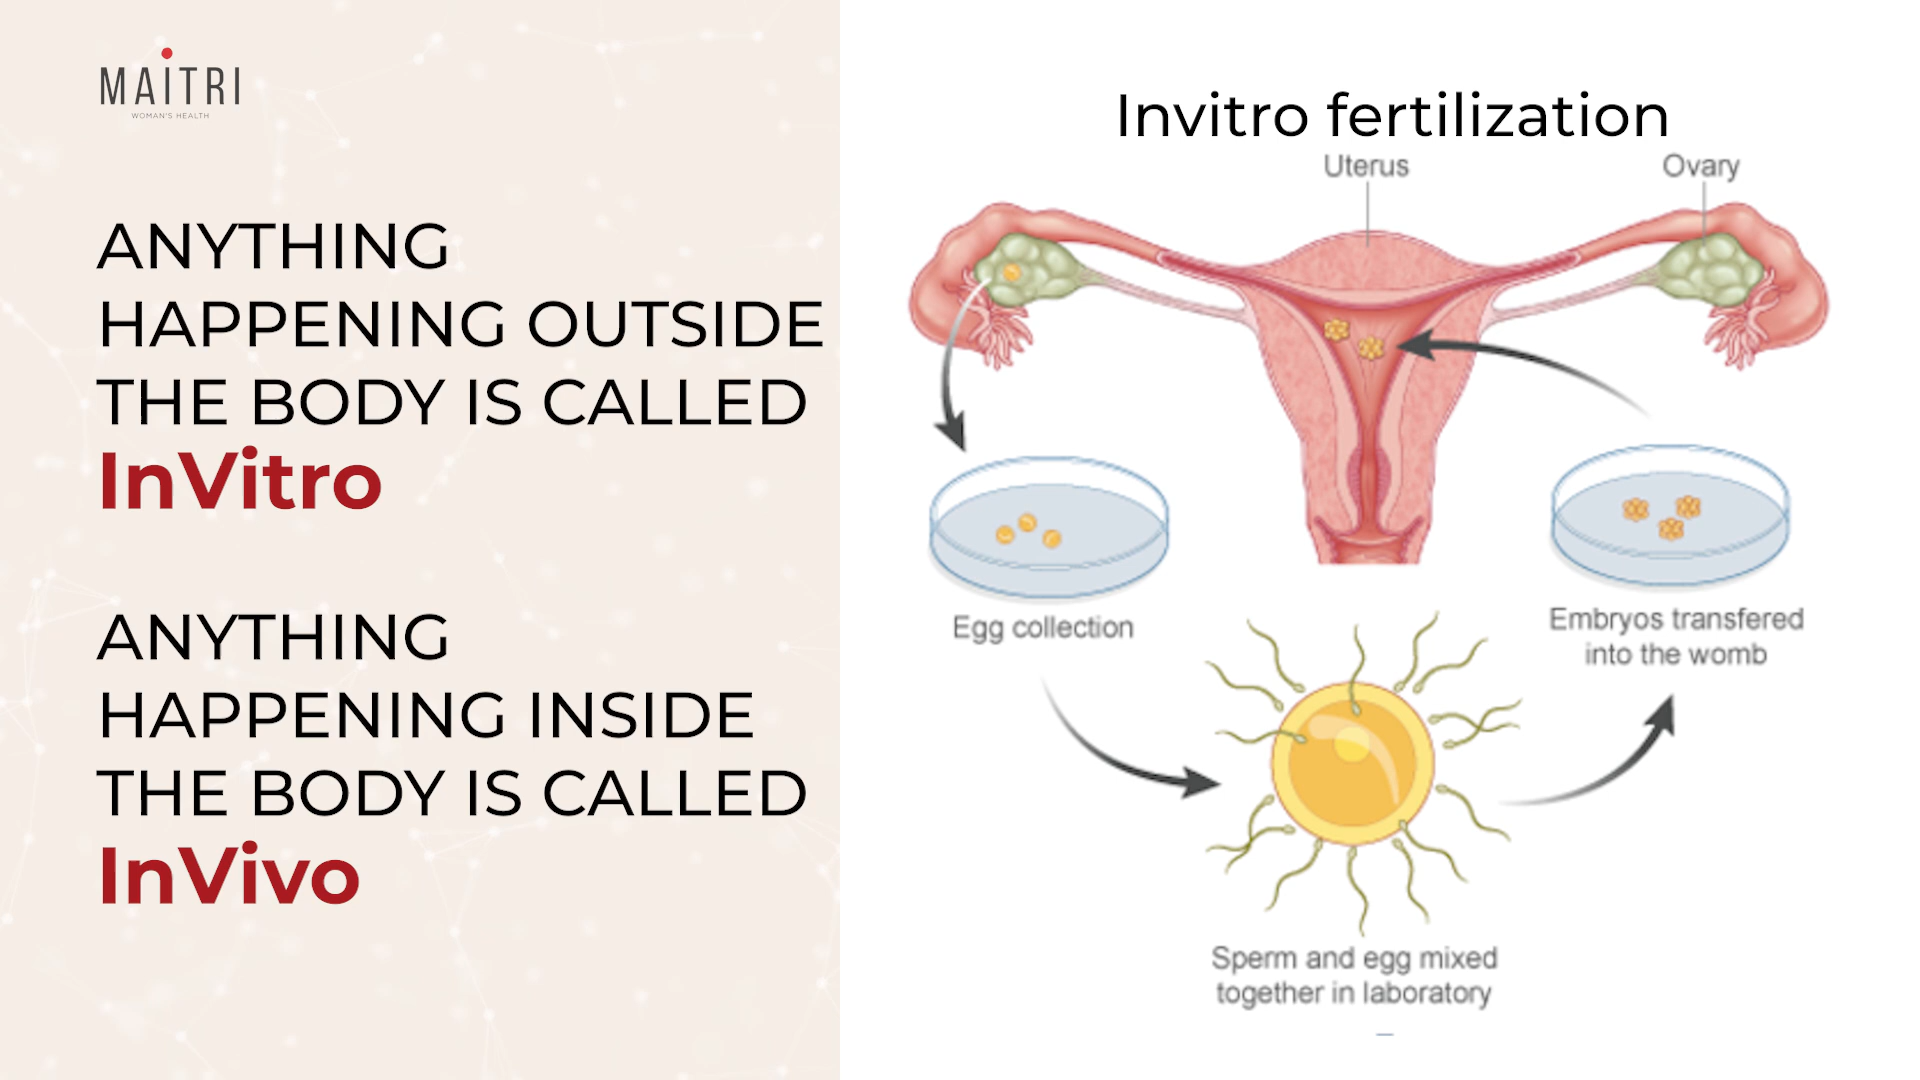 MAITRI
WOMAN'S HEALTH
ANYTHING
HAPPENING OUTSIDE
THE BODY IS CALLED
InVitro
ANYTHING
HAPPENING INSIDE
THE BODY IS CALLED
InVivo
Invitro fertilization
Uterus
Ovary
Egg collection
Embryos transfered
into the womb
Sperm and egg mixed
together in laboratory